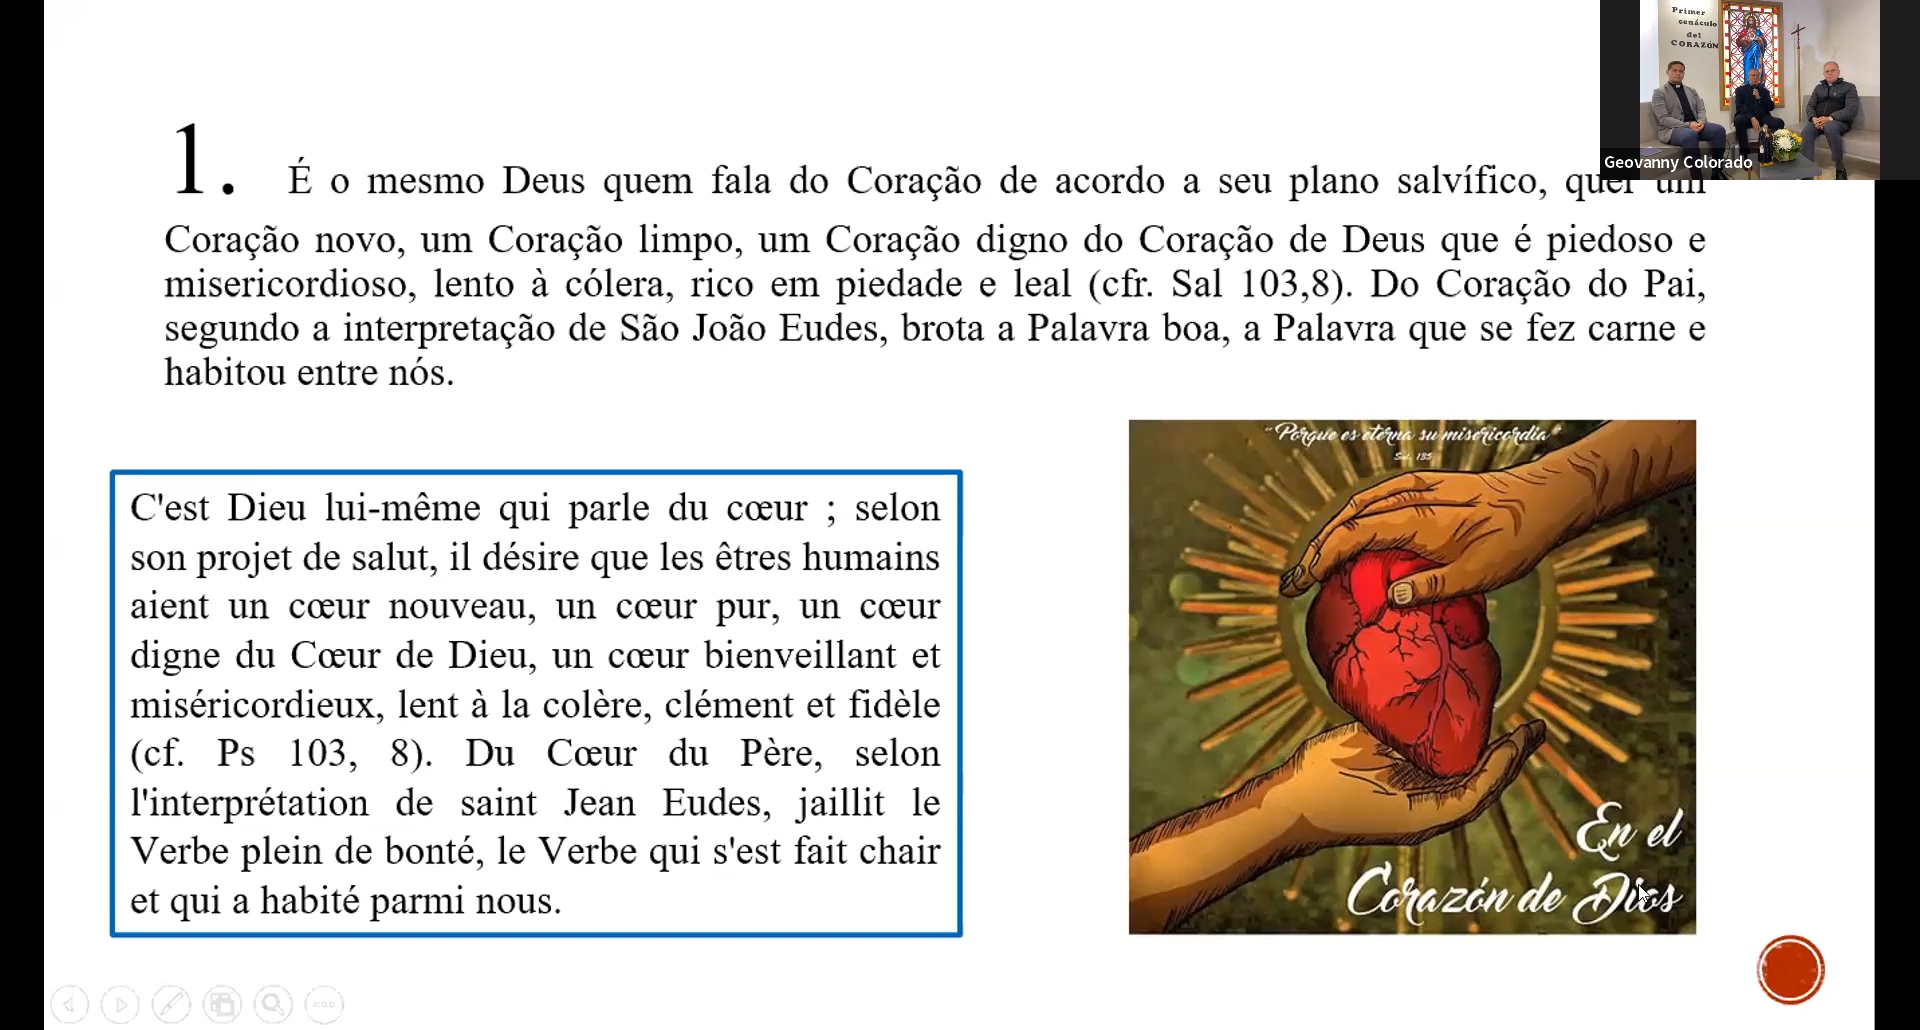 Primer
cenáculo
del
CORAZÓN
Geovanny Colorado
1. É o mesmo Deus quem fala do Coração de acordo a seu plano salvífico, quer um
Coração novo, um Coração limpo, um Coração digno do Coração de Deus que é piedoso e
misericordioso, lento à cólera, rico em piedade e leal (cfr. Sal 103,8). Do Coração do Pai,
segundo a interpretação de São João Eudes, brota a Palavra boa, a Palavra que se fez carne e
habitou entre nós.
C'est Dieu lui-même qui parle du cœur ; selon
son projet de salut, il désire que les êtres humains
aient un cœur nouveau, un cœur pur, un cœur
digne du Cœur de Dieu, un cœur bienveillant et
miséricordieux, lent à la colère, clément et fidèle
(cf. Ps 103, 8). Du Cœur du Père, selon
l'interprétation de saint Jean Eudes, jaillit le
Verbe plein de bonté, le Verbe qui s'est fait chair
et qui a habité parmi nous.
"Porque es eterna su misericordia"
Sal. 135
En el
Corazón de Dios